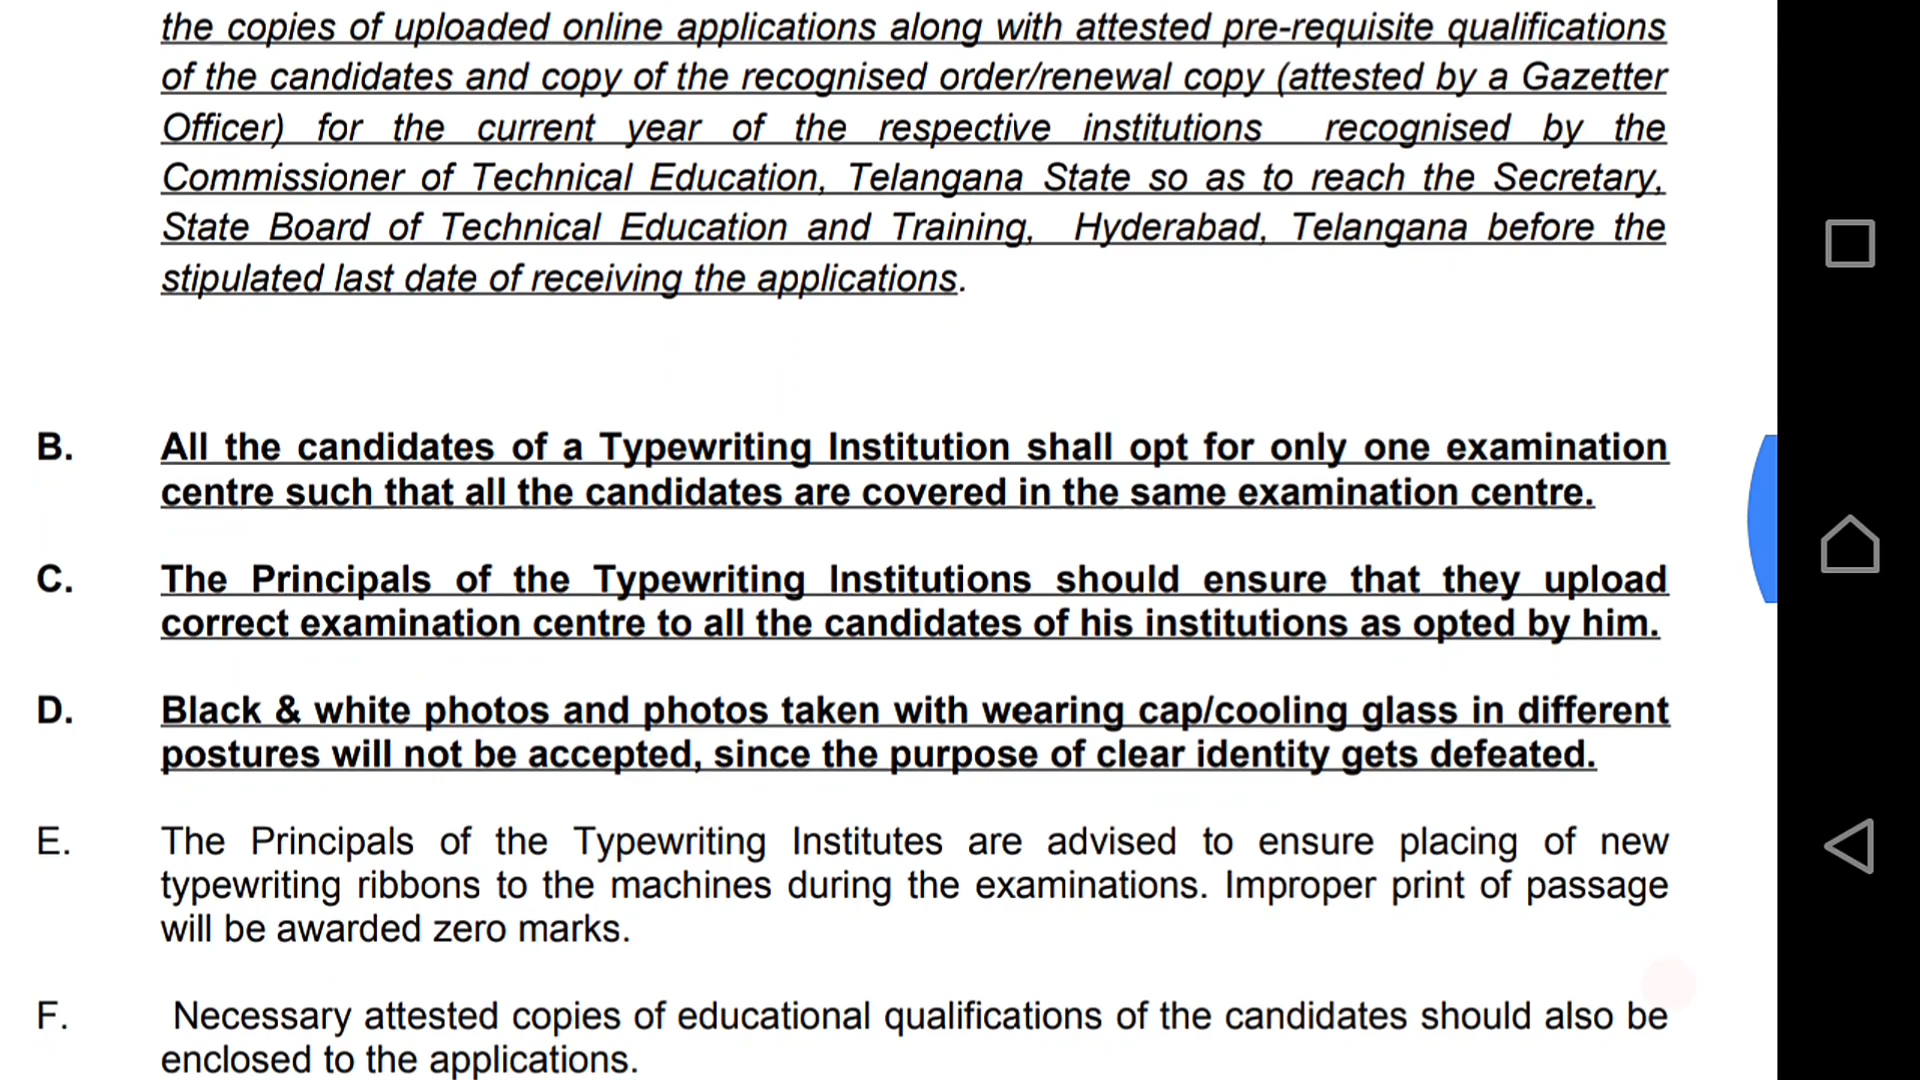 the copies of uploaded online applications along with attested pre-requisite qualifications
of the candidates and copy of the recognised order/renewal copy (attested by a Gazetter
Officer) for the current year of the respective institutions recognised by the
Commissioner of Technical Education, Telangana State so as to reach the Secretary,
State Board of Technical Education and Training, Hyderabad, Telangana before the
stipulated last date of receiving the applications.
B. All the candidates of a Typewriting Institution shall opt for only one examination
centre such that all the candidates are covered in the same examination centre.
C. The Principals of the Typewriting Institutions should ensure that they upload
correct examination centre to all the candidates of his institutions as opted by him.
D. Black & white photos and photos taken with wearing cap/cooling glass in different
postures will not be accepted, since the purpose of clear identity gets defeated.
E. The Principals of the Typewriting Institutes are advised to ensure placing of new
typewriting ribbons to the machines during the examinations. Improper print of passage
will be awarded zero marks.
F. Necessary attested copies of educational qualifications of the candidates should also be
enclosed to the applications.